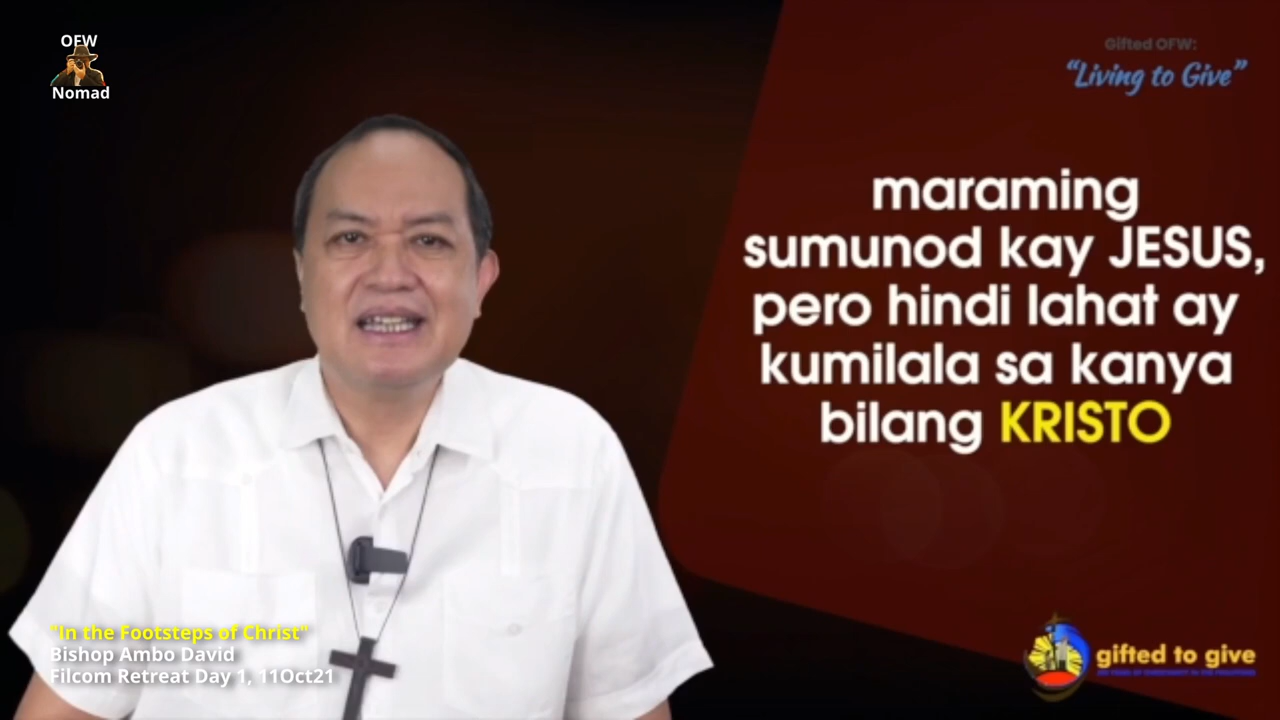 OFW
Nomad
Gifted OFW:
"Living to Give"
maraming
sumunod kay JESUS,
pero hindi lahat ay
kumilala sa kanya
bilang KRISTO
"In the Footsteps of Christ"
Bishop Ambo David
Filcom Retreat Day 1, 11Oct21
gifted to give